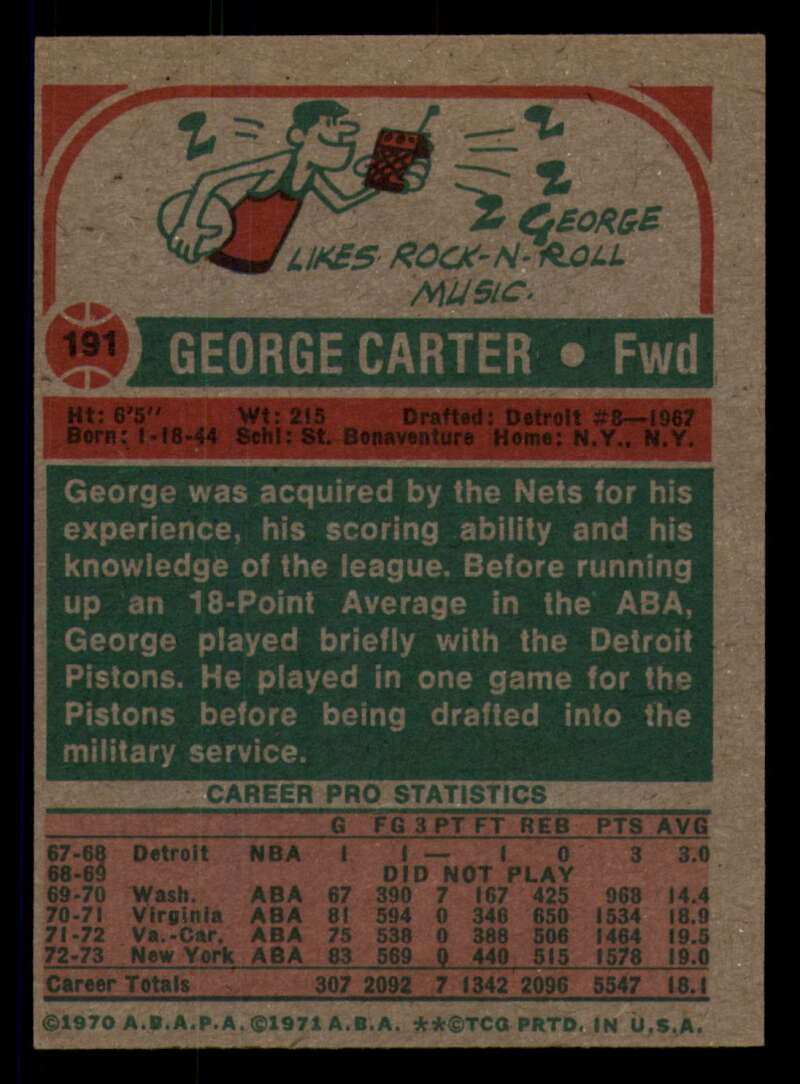 GEORGE
LIKES ROCK-N-ROLL
MUSIC.
191 GEORGE CARTER • Fwd
Ht: 6'5" Wt: 215 Drafted: Detroit #8—1967
Born: 1-18-44 Schl: St. Bonaventure Home: N.Y., N.Y.
George was acquired by the Nets for his
experience, his scoring ability and his
knowledge of the league. Before running
up an 18-Point Average in the ABA,
George played briefly with the Detroit
Pistons. He played in one game for the
Pistons before being drafted into the
military service.
CAREER PRO STATISTICS
G FG 3 PT FT REB PTS AVG
67-68 Detroit NBA 1 1 — 1 0 3 3.0
68-69 DID NOT PLAY
69-70 Wash. ABA 67 390 7 167 425 968 14.4
70-71 Virginia ABA 81 594 0 346 650 1534 18.9
71-72 Va.-Car. ABA 75 538 0 388 506 1464 19.5
72-73 New York ABA 83 569 0 440 515 1578 19.0
Career Totals 307 2092 7 1342 2096 5547 18.1
©1970 A.B.A.P.A. ©1971 A.B.A. **©TCG PRTD. IN U.S.A.